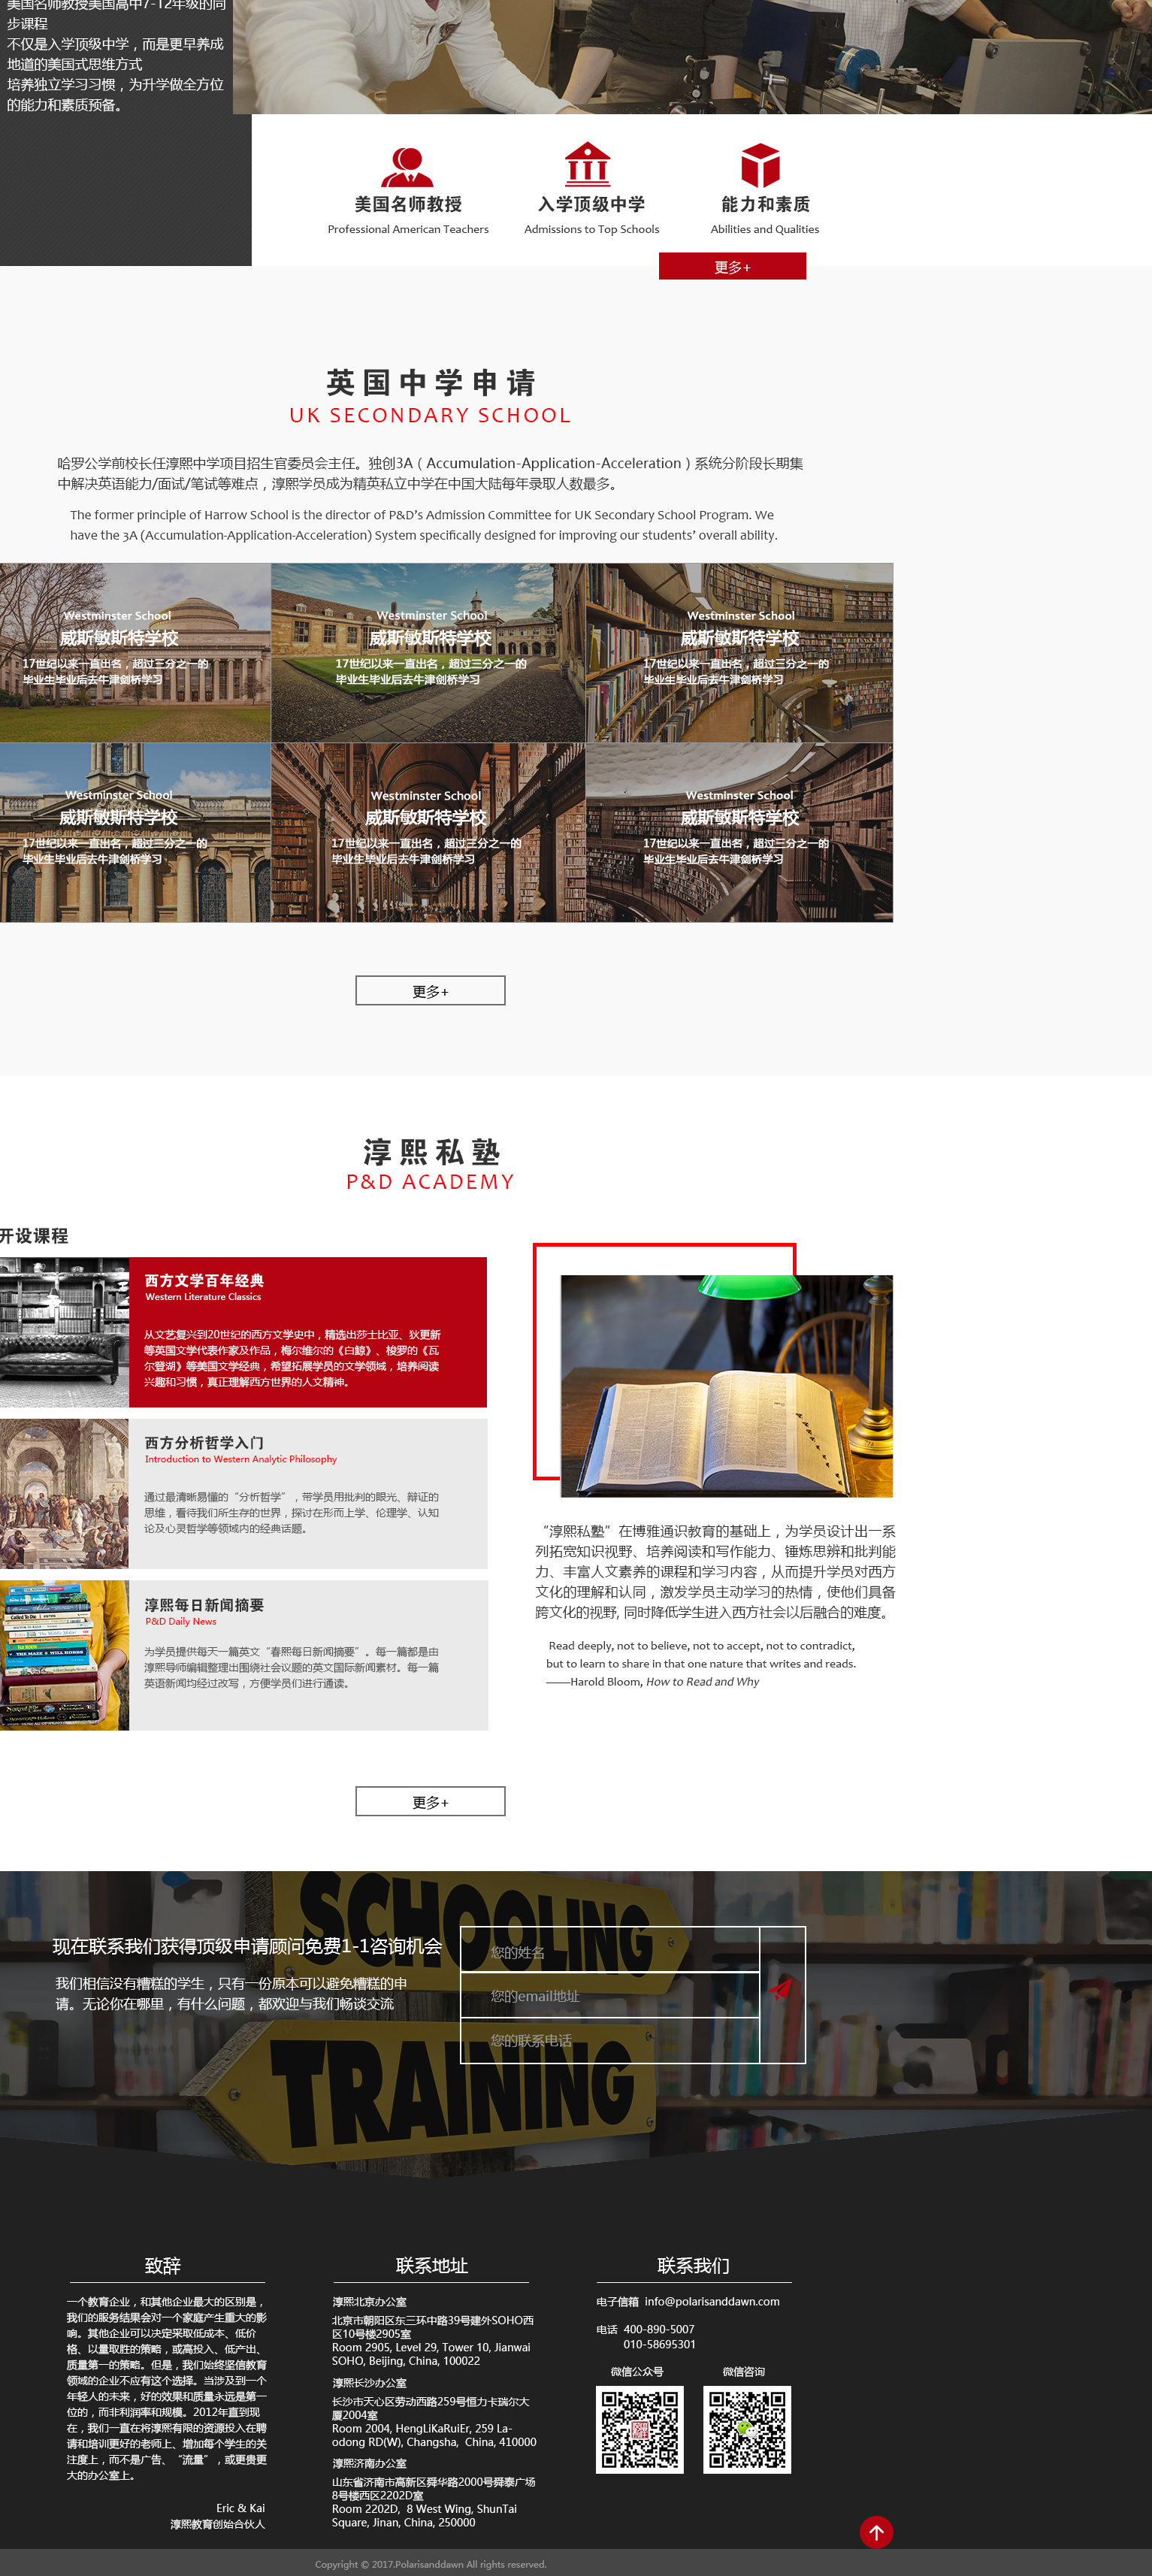 美国名师教授美国高中7-12年级的同
步课程
不仅是入学顶级中学，而是更早养成
地道的美国式思维方式
培养独立学习习惯，为升学做全方位
的能力和素质预备。
美国名师教授
Professional American Teachers
入学顶级中学
Admissions to Top Schools
能力和素质
Abilities and Qualities
更多+
英国中学申请
UK SECONDARY SCHOOL
哈罗公学前校长任淳熙中学项目招生官委员会主任。独创3A（Accumulation-Application-Acceleration）系统分阶段长期集
中解决英语能力/面试/笔试等难点，淳熙学员成为精英私立中学在中国大陆每年录取人数最多。
The former principle of Harrow School is the director of P&D’s Admission Committee for UK Secondary School Program. We
have the 3A (Accumulation-Application-Acceleration) System specifically designed for improving our students’ overall ability.
Westminster School
威斯敏斯特学校
17世纪以来一直出名，超过三分之一的
毕业生毕业后去牛津剑桥学习
Westminster School
威斯敏斯特学校
17世纪以来一直出名，超过三分之一的
毕业生毕业后去牛津剑桥学习
Westminster School
威斯敏斯特学校
17世纪以来一直出名，超过三分之一的
毕业生毕业后去牛津剑桥学习
Westminster School
威斯敏斯特学校
17世纪以来一直出名，超过三分之一的
毕业生毕业后去牛津剑桥学习
Westminster School
威斯敏斯特学校
17世纪以来一直出名，超过三分之一的
毕业生毕业后去牛津剑桥学习
Westminster School
威斯敏斯特学校
17世纪以来一直出名，超过三分之一的
毕业生毕业后去牛津剑桥学习
更多+
淳熙私塾
P&D ACADEMY
开设课程
西方文学百年经典
Western Literature Classics
从文艺复兴到20世纪的西方文学史中，精选出莎士比亚、狄更新
等英国文学代表作家及作品，梅尔维尔的《白鲸》、梭罗的《瓦
尔登湖》等美国文学经典，希望拓展学员的文学领域，培养阅读
兴趣和习惯，真正理解西方世界的人文精神。
西方分析哲学入门
Introduction to Western Analytic Philosophy
通过最清晰易懂的“分析哲学”，带学员用批判的眼光、辩证的
思维，看待我们所生存的世界，探讨在形而上学、伦理学、认知
论及心灵哲学等领域内的经典话题。
淳熙每日新闻摘要
P&D Daily News
为学员提供每天一篇英文“春熙每日新闻摘要”。每一篇都是由
淳熙导师编辑整理出围绕社会议题的英文国际新闻素材。每一篇
英语新闻均经过改写，方便学员们进行通读。
“淳熙私塾”在博雅通识教育的基础上，为学员设计出一系
列拓宽知识视野、培养阅读和写作能力、锤炼思辨和批判能
力、丰富人文素养的课程和学习内容，从而提升学员对西方
文化的理解和认同，激发学员主动学习的热情，使他们具备
跨文化的视野, 同时降低学生进入西方社会以后融合的难度。
Read deeply, not to believe, not to accept, not to contradict,
but to learn to share in that one nature that writes and reads.
——Harold Bloom, How to Read and Why
更多+
SCHOOLING
TRAINING
现在联系我们获得顶级申请顾问免费1-1咨询机会
我们相信没有糟糕的学生，只有一份原本可以避免糟糕的申
请。无论你在哪里，有什么问题，都欢迎与我们畅谈交流
您的姓名
您的email地址
您的联系电话
致辞
一个教育企业，和其他企业最大的区别是，
我们的服务结果会对一个家庭产生重大的影
响。其他企业可以决定采取低成本、低价
格、以量取胜的策略，或高投入、低产出、
质量第一的策略。但是，我们始终坚信教育
领域的企业不应有这个选择。当涉及到一个
年轻人的未来，好的效果和质量永远是第一
位的，而非利润率和规模。2012年直到现
在，我们一直在将淳熙有限的资源投入在聘
请和培训更好的老师上、增加每个学生的关
注度上，而不是广告、“流量”，或更贵更
大的办公室上。
Eric & Kai
淳熙教育创始合伙人
联系地址
淳熙北京办公室
北京市朝阳区东三环中路39号建外SOHO西
区10号楼2905室
Room 2905, Level 29, Tower 10, Jianwai
SOHO, Beijing, China, 100022
淳熙长沙办公室
长沙市天心区劳动西路259号恒力卡瑞尔大
厦2004室
Room 2004, HengLiKaRuiEr, 259 La-
odong RD(W), Changsha, China, 410000
淳熙济南办公室
山东省济南市高新区舜华路2000号舜泰广场
8号楼西区2202D室
Room 2202D, 8 West Wing, ShunTai
Square, Jinan, China, 250000
联系我们
电子信箱 info@polarisanddawn.com
电话 400-890-5007
010-58695301
微信公众号
微信咨询
Copyright © 2017.Polarisanddawn All rights reserved.